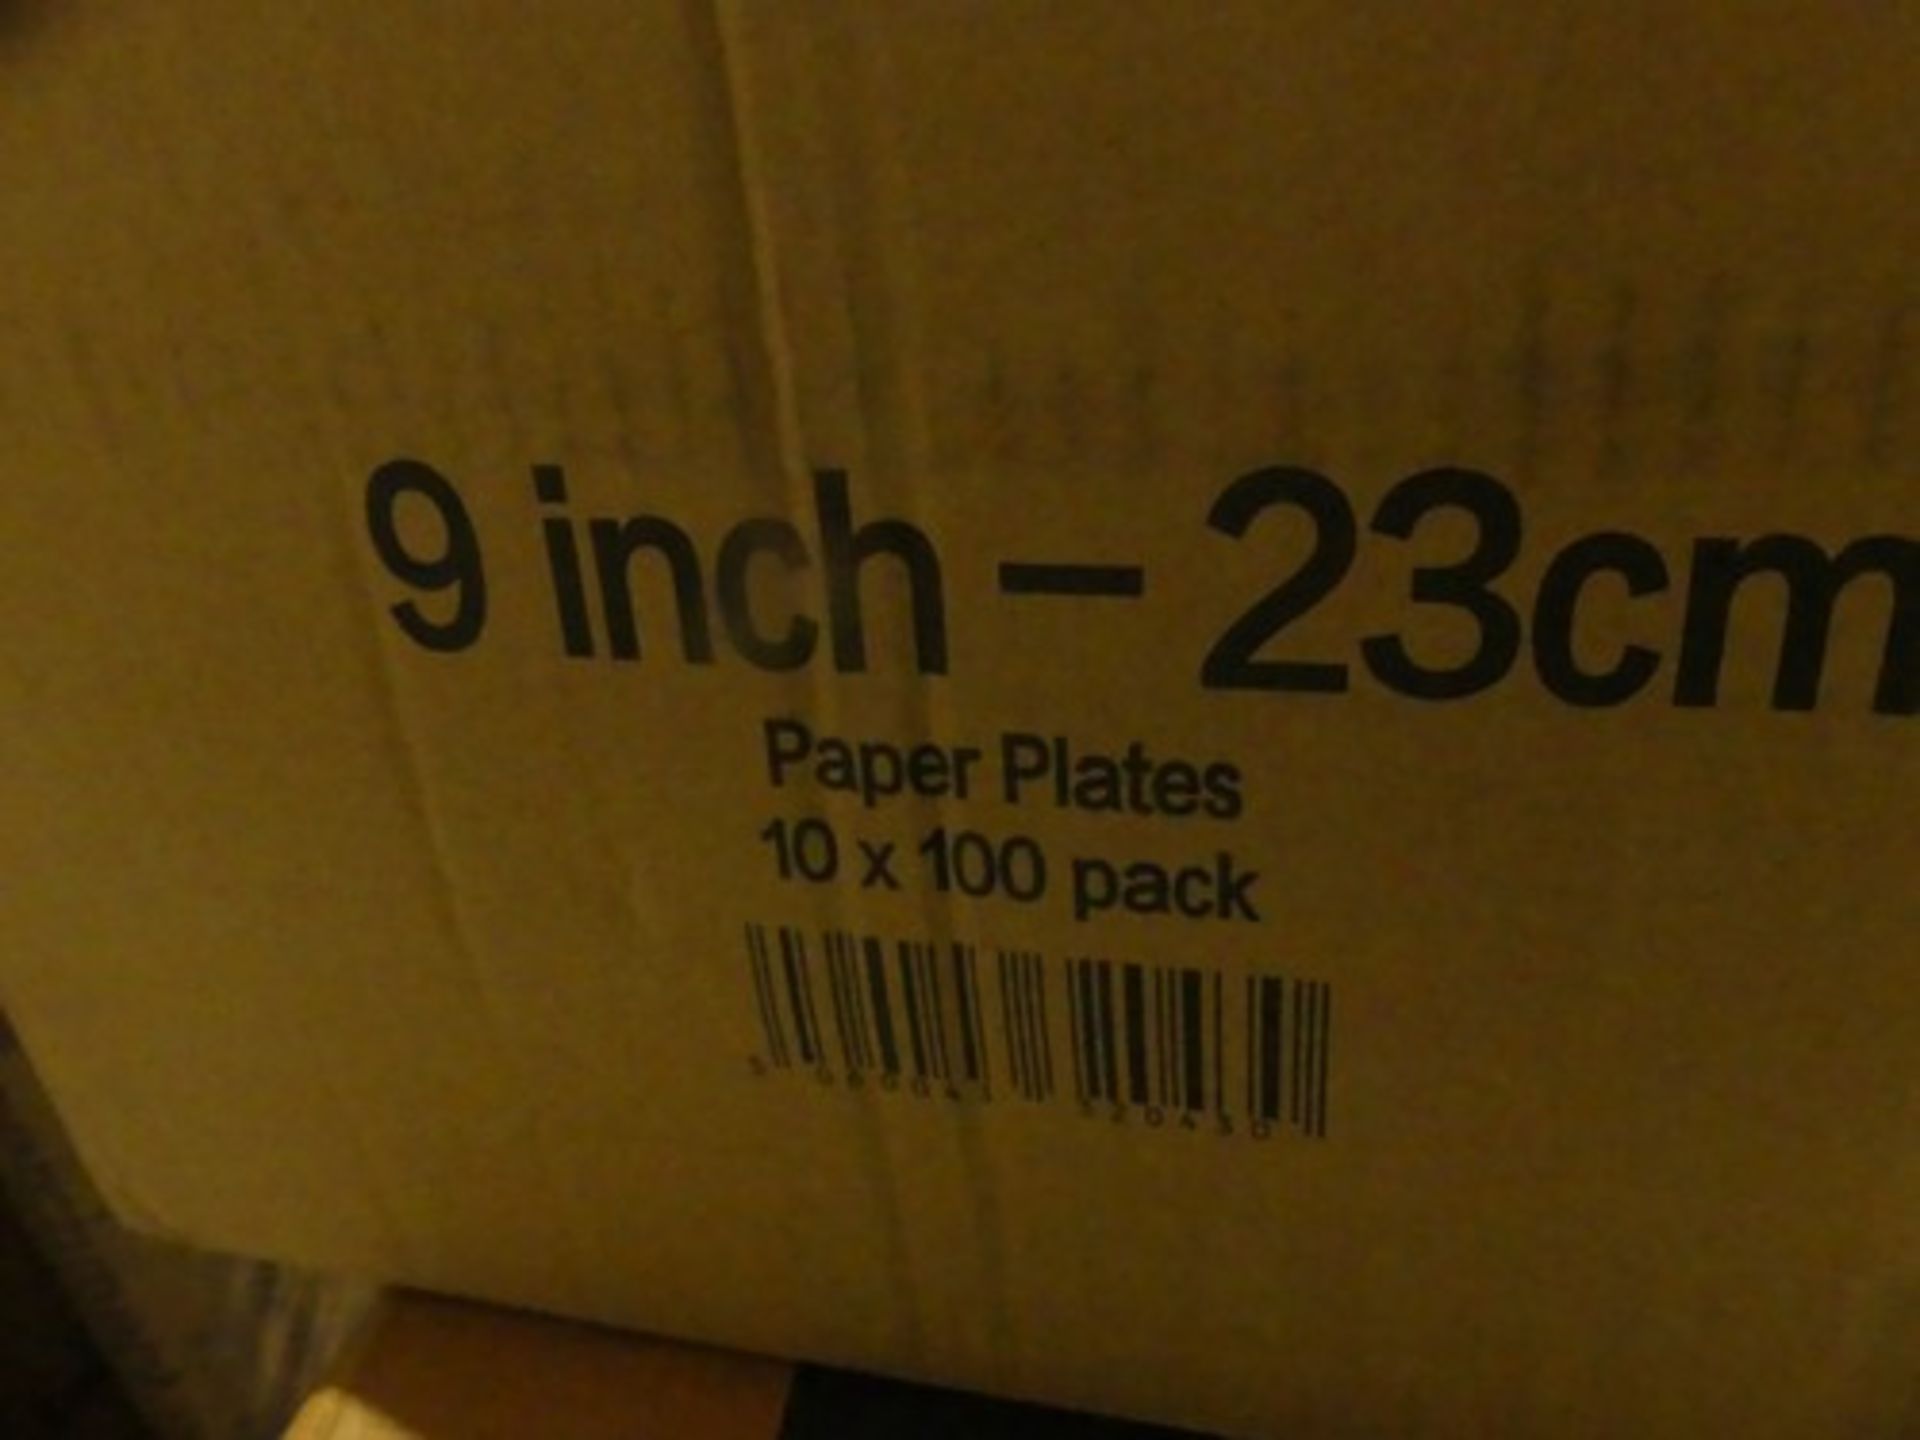 9 inch – 23cm
Paper Plates
10 x 100 pack